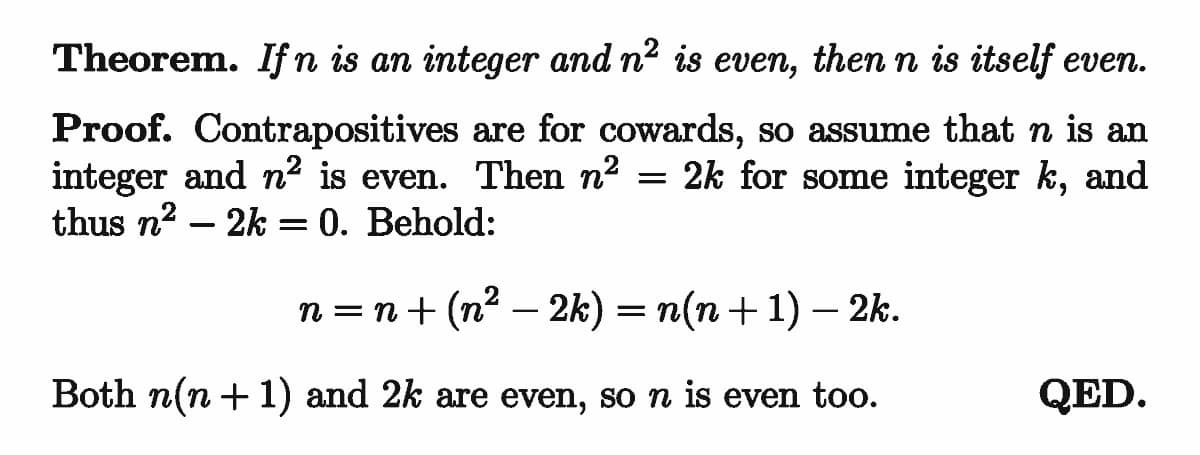 Theorem. If n is an integer and n² is even, then n is itself even.
Proof. Contrapositives are for cowards, so assume that n is an
integer and n² is even. Then n² = 2k for some integer k, and
thus n² − 2k = 0. Behold:
n = n + (n² − 2k) = n(n + 1) − 2k.
Both n(n + 1) and 2k are even, so n is even too. QED.